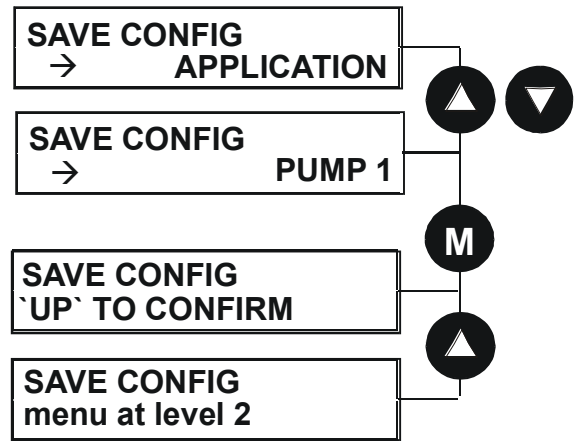 SAVE CONFIG
→ APPLICATION
SAVE CONFIG
→ PUMP 1
M
SAVE CONFIG
`UP` TO CONFIRM
SAVE CONFIG
menu at level 2